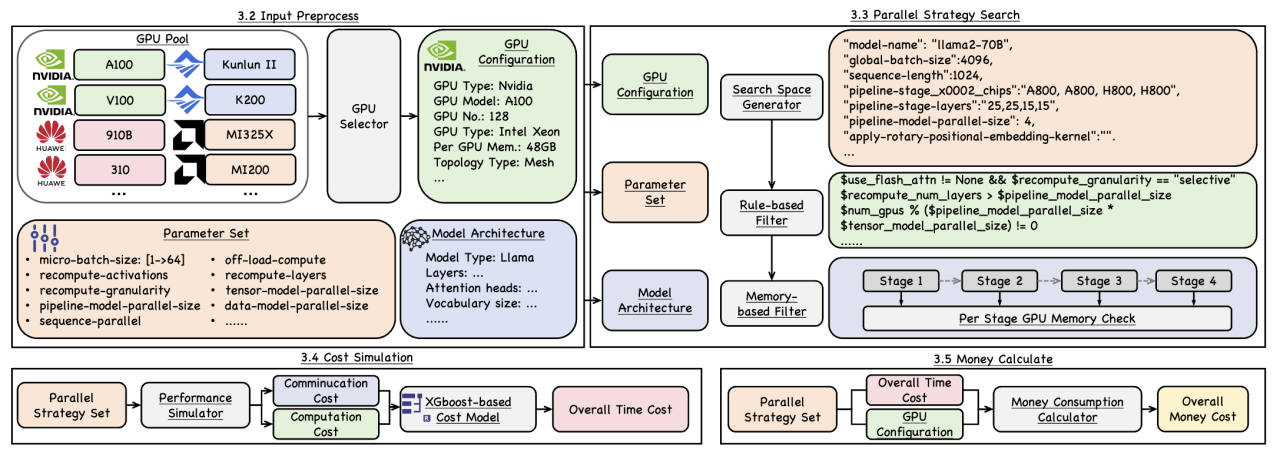 3.2 Input Preprocess
GPU Pool
NVIDIA.
A100
Kunlun II
NVIDIA.
V100
K200
HUAWEI
910B
MI325X
HUAWEI
310
MI200
...
...
GPU
Selector
NVIDIA.
GPU
Configuration
GPU Type: Nvidia
GPU Model: A100
GPU No.: 128
GPU Type: Intel Xeon
Per GPU Mem.: 48GB
Topology Type: Mesh
...
Parameter Set
• micro-batch-size: [1->64]
• recompute-activations
• recompute-granularity
• pipeline-model-parallel-size
• sequence-parallel
• off-load-compute
• recompute-layers
• tensor-model-parallel-size
• data-model-parallel-size
• ......
Model Architecture
Model Type: Llama
Layers: ...
Attention heads: ...
Vocabulary size: ...
......
3.3 Parallel Strategy Search
GPU
Configuration
Parameter
Set
Model
Architecture
Search Space
Generator
Rule-based
Filter
Memory-
based Filter
"model-name": "llama2-70B",
"global-batch-size":4096,
"sequence-length":1024,
"pipeline-stage_x0002_chips":"A800, A800, H800, H800",
"pipeline-stage-layers":"25,25,15,15",
"pipeline-model-parallel-size": 4,
"apply-rotary-positional-embedding-kernel":"".
...
$use_flash_attn != None && $recompute_granularity == "selective"
$recompute_num_layers > $pipeline_model_parallel_size
$num_gpus % ($pipeline_model_parallel_size *
$tensor_model_parallel_size) != 0
......
Stage 1
Stage 2
Stage 3
Stage 4
Per Stage GPU Memory Check
3.4 Cost Simulation
Parallel
Strategy Set
Performance
Simulator
Comminucation
Cost
Computation
Cost
XGboost-based
Cost Model
R
Overall Time Cost
3.5 Money Calculate
Parallel
Strategy Set
Overall Time
Cost
GPU
Configuration
Money Consumption
Calculator
Overall
Money Cost